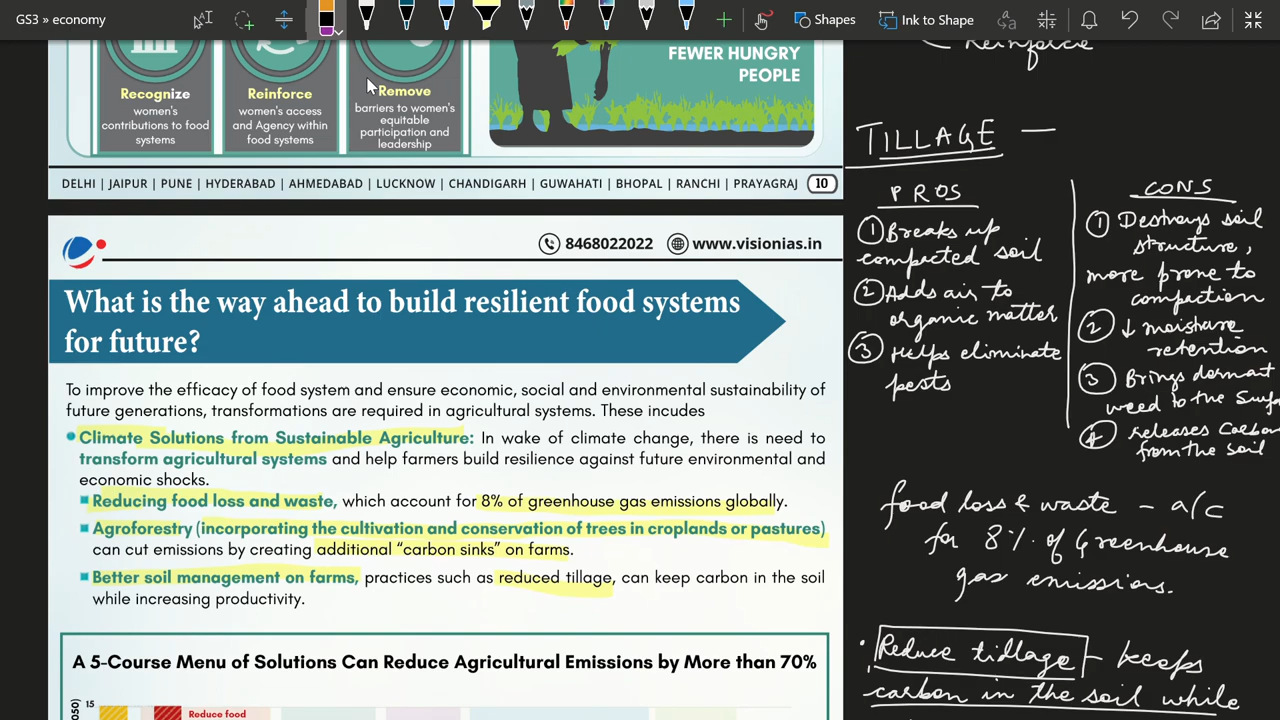 GS3 » economy
Shapes
Ink to Shape
Recognize
women's
contributions to food
systems
Reinforce
women's access
and Agency within
food systems
Remove
barriers to women's
equitable
participation and
leadership
FEWER HUNGRY
PEOPLE
DELHI | JAIPUR | PUNE | HYDERABAD | AHMEDABAD | LUCKNOW | CHANDIGARH | GUWAHATI | BHOPAL | RANCHI | PRAYAGRAJ 10
8468022022 www.visionias.in
What is the way ahead to build resilient food systems
for future?
To improve the efficacy of food system and ensure economic, social and environmental sustainability of
future generations, transformations are required in agricultural systems. These incudes
Climate Solutions from Sustainable Agriculture: In wake of climate change, there is need to
transform agricultural systems and help farmers build resilience against future environmental and
economic shocks.
Reducing food loss and waste, which account for 8% of greenhouse gas emissions globally.
Agroforestry (incorporating the cultivation and conservation of trees in croplands or pastures)
can cut emissions by creating additional “carbon sinks” on farms.
Better soil management on farms, practices such as reduced tillage, can keep carbon in the soil
while increasing productivity.
A 5-Course Menu of Solutions Can Reduce Agricultural Emissions by More than 70%
15
Reduce food
Reinforce
TILLAGE —
PROS
① Breaks up
compacted soil
② Adds air to
organic matter
③ Helps eliminate
pests
CONS
① Destroys soil
structure,
more prone to
compaction
② ↓ moisture
retention
③ Brings dormant
weed to the surf
④ releases carbon
from the soil
food loss & waste - a/c
for 8% of Greenhouse
gas emissions.
Reduce tillage - keeps
carbon in the soil while